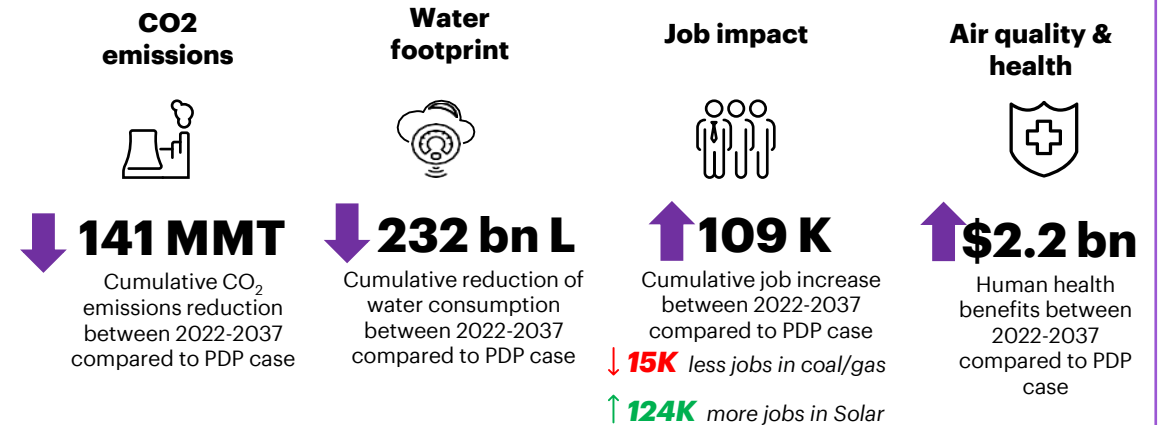 CO2
emissions
141 MMT
Cumulative CO₂
emissions reduction
between 2022-2037
compared to PDP case
Water
footprint
232 bn L
Cumulative reduction of
water consumption
between 2022-2037
compared to PDP case
Job impact
109 K
Cumulative job increase
between 2022-2037
compared to PDP case
↓ 15K less jobs in coal/gas
↑ 124K more jobs in Solar
Air quality &
health
$2.2 bn
Human health
benefits between
2022-2037
compared to PDP
case